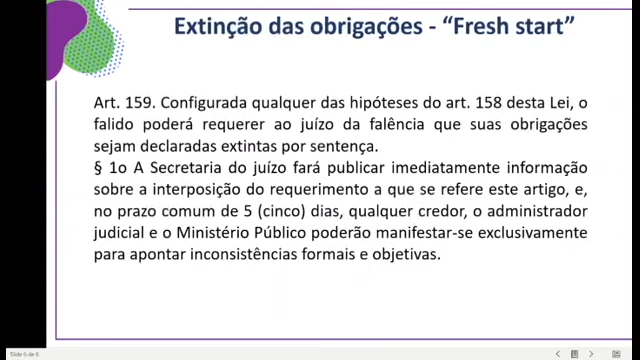 Extinção das obrigações - “Fresh start”
Art. 159. Configurada qualquer das hipóteses do art. 158 desta Lei, o
falido poderá requerer ao juízo da falência que suas obrigações
sejam declaradas extintas por sentença.
§ 1o A Secretaria do juízo fará publicar imediatamente informação
sobre a interposição do requerimento a que se refere este artigo, e,
no prazo comum de 5 (cinco) dias, qualquer credor, o administrador
judicial e o Ministério Público poderão manifestar-se exclusivamente
para apontar inconsistências formais e objetivas.
Slide 6 de 6